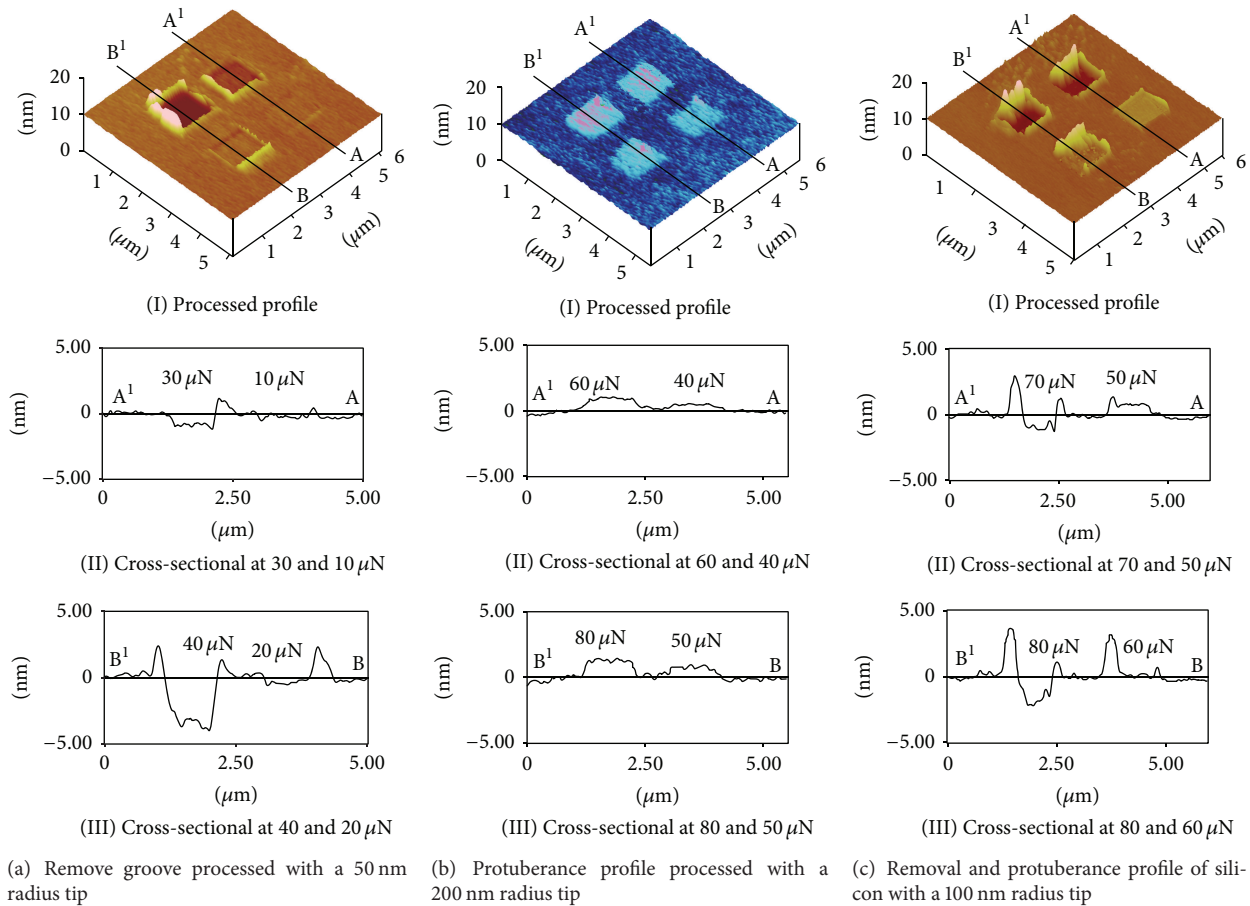 A¹
B¹
20
10
0
(nm)
1
2
3
4
5
(µm)
1
2
3
4
5
6
(µm)
A
B
(I) Processed profile
5.00
0
−5.00
(nm)
A¹
30 µN
10 µN
A
0
2.50
5.00
(µm)
(II) Cross-sectional at 30 and 10 µN
5.00
0
−5.00
(nm)
B¹
40 µN
20 µN
B
0
2.50
5.00
(µm)
(III) Cross-sectional at 40 and 20 µN
(a) Remove groove processed with a 50 nm
radius tip
A¹
B¹
20
10
0
(nm)
1
2
3
4
5
(µm)
1
2
3
4
5
6
(µm)
A
B
(I) Processed profile
5.00
0
−5.00
(nm)
A¹
60 µN
40 µN
A
0
2.50
5.00
(µm)
(II) Cross-sectional at 60 and 40 µN
5.00
0
−5.00
(nm)
B¹
80 µN
50 µN
B
0
2.50
5.00
(µm)
(III) Cross-sectional at 80 and 50 µN
(b) Protuberance profile processed with a
200 nm radius tip
A¹
B¹
20
10
0
(nm)
1
2
3
4
5
(µm)
1
2
3
4
5
6
(µm)
A
B
(I) Processed profile
5.00
0
−5.00
(nm)
A¹
70 µN
50 µN
A
0
2.50
5.00
(µm)
(II) Cross-sectional at 70 and 50 µN
5.00
0
−5.00
(nm)
B¹
80 µN
60 µN
B
0
2.50
5.00
(µm)
(III) Cross-sectional at 80 and 60 µN
(c) Removal and protuberance profile of sili-
con with a 100 nm radius tip